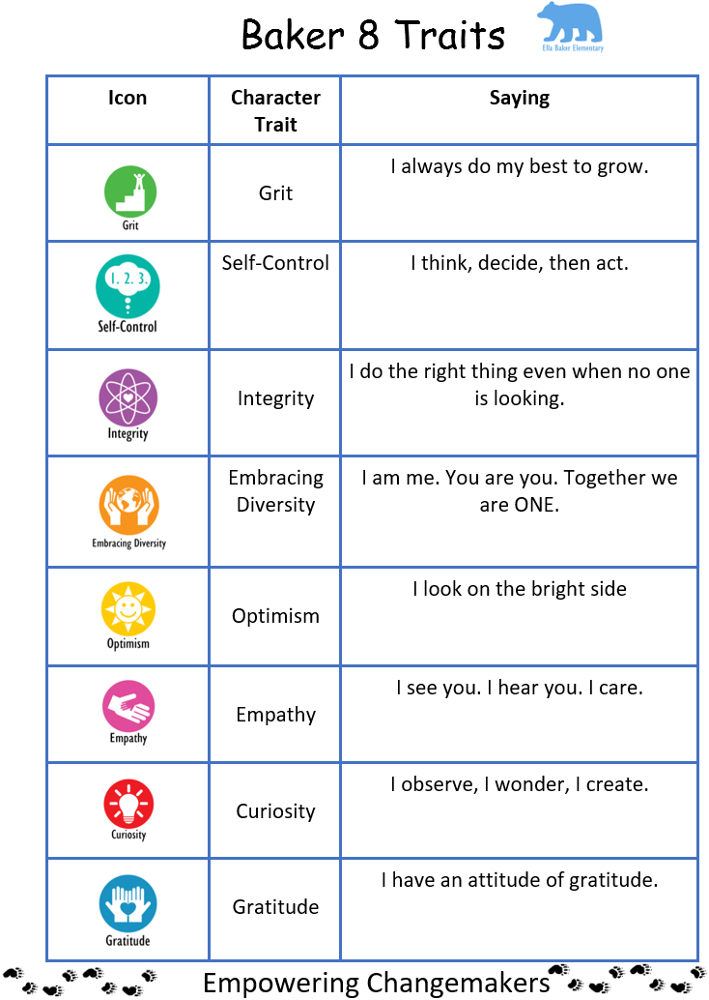 Baker 8 Traits
Ella Baker Elementary
Icon
Character
Trait
Saying
Grit
Grit
I always do my best to grow.
1. 2. 3.
Self-Control
Self-Control
I think, decide, then act.
Integrity
Integrity
I do the right thing even when no one
is looking.
Embracing Diversity
Embracing
Diversity
I am me. You are you. Together we
are ONE.
Optimism
Optimism
I look on the bright side
Empathy
Empathy
I see you. I hear you. I care.
Curiosity
Curiosity
I observe, I wonder, I create.
Gratitude
Gratitude
I have an attitude of gratitude.
Empowering Changemakers